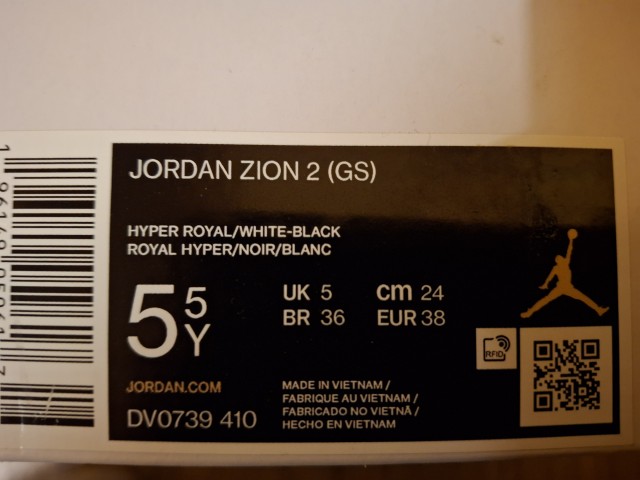 JORDAN ZION 2 (GS)
HYPER ROYAL/WHITE-BLACK
ROYAL HYPER/NOIR/BLANC
5 5Y
UK 5 cm 24
BR 36 EUR 38
RFID
JORDAN.COM
DV0739 410
MADE IN VIETNAM /
FABRIQUE AU VIETNAM /
FABRICADO NO VIETNÃ /
HECHO EN VIETNAM